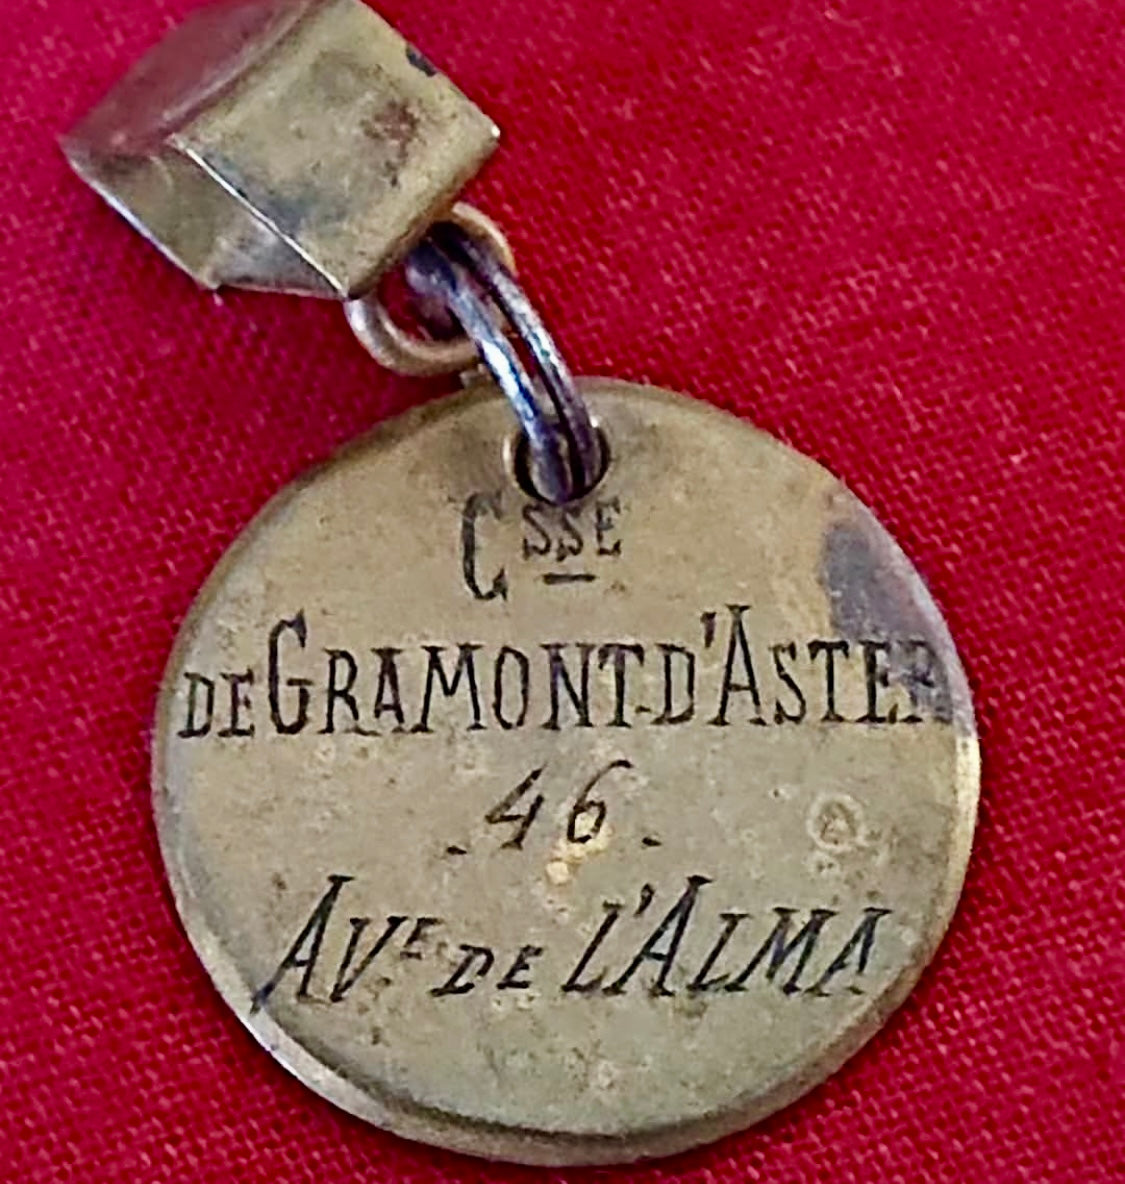 CSSE
DE GRAMONT.D'ASTER
.46.
AVE DE L'ALMA